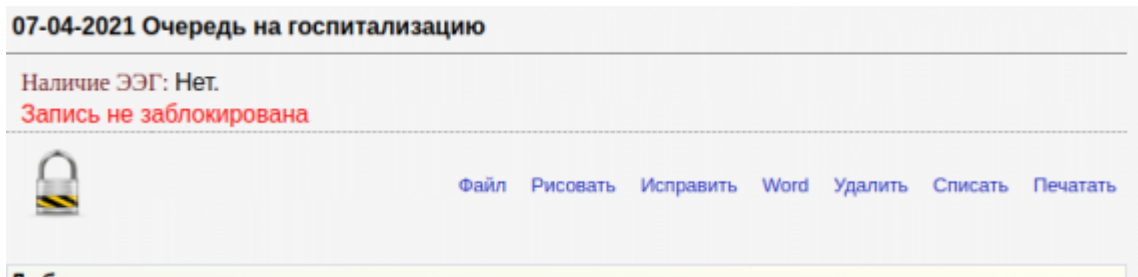 07-04-2021 Очередь на госпитализацию
Наличие ЭЭГ: Нет.
Запись не заблокирована
Файл Рисовать Исправить Word Удалить Списать Печатать